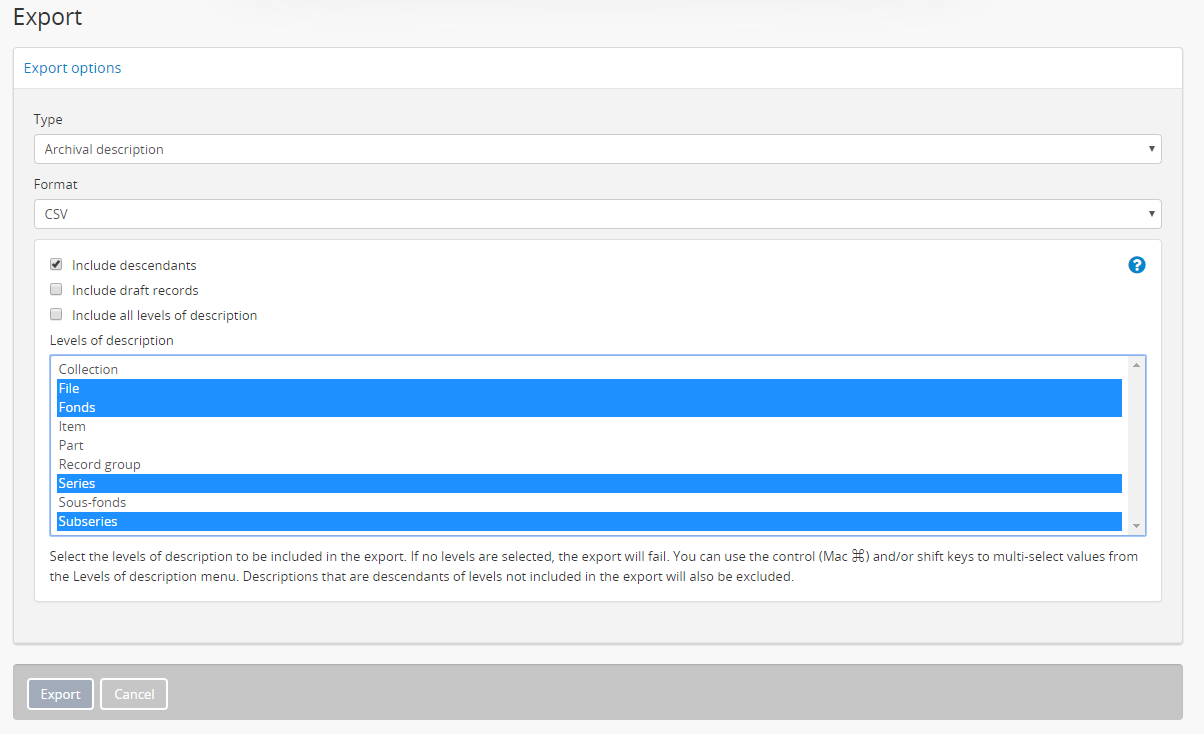 Export
Export options
Type
Archival description
Format
CSV
Include descendants
?
Include draft records
Include all levels of description
Levels of description
Collection
File
Fonds
Item
Part
Record group
Series
Sous-fonds
Subseries
Select the levels of description to be included in the export. If no levels are selected, the export will fail. You can use the control (Mac ⌘) and/or shift keys to multi-select values from
the Levels of description menu. Descriptions that are descendants of levels not included in the export will also be excluded.
Export
Cancel